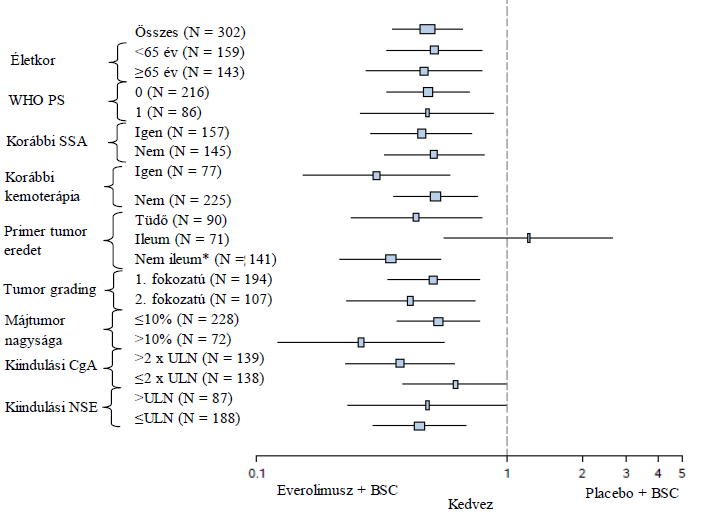 Összes (N = 302)
Életkor
<65 év (N = 159)
≥65 év (N = 143)
WHO PS
0 (N = 216)
1 (N = 86)
Korábbi SSA
Igen (N = 157)
Nem (N = 145)
Korábbi
kemoterápia
Igen (N = 77)
Nem (N = 225)
Primer tumor
eredet
Tüdő (N = 90)
Ileum (N = 71)
Nem ileum* (N = 141)
Tumor grading
1. fokozatú (N = 194)
2. fokozatú (N = 107)
Májtumor
nagysága
≤10% (N = 228)
>10% (N = 72)
Kiindulási CgA
>2 x ULN (N = 139)
≤2 x ULN (N = 138)
Kiindulási NSE
>ULN (N = 87)
≤ULN (N = 188)
0.1 1 2 3 4 5
Everolimusz + BSC
Placebo + BSC
Kedvez